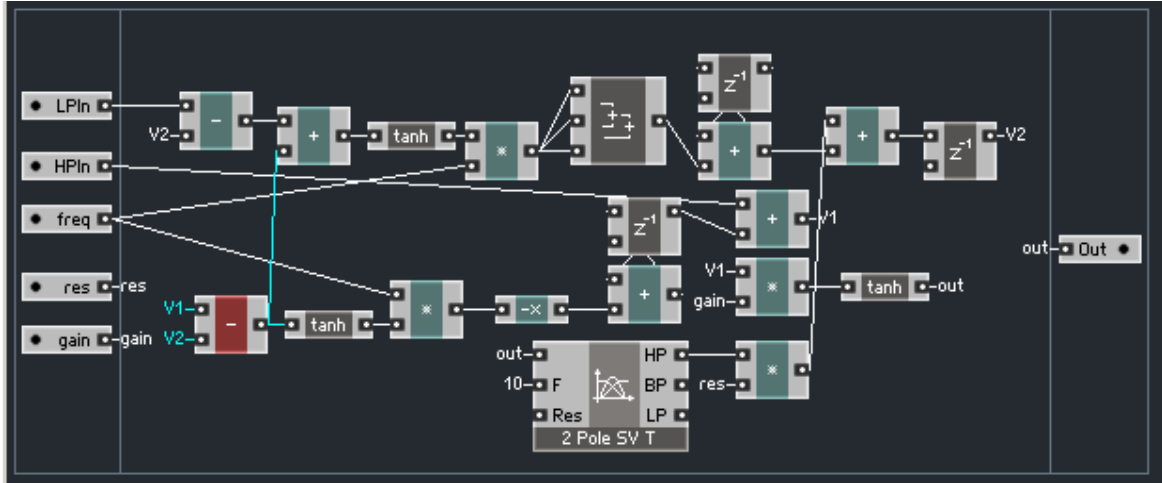 LPIn
HPIn
freq
res
gain
res
gain
V2
-
+
tanh
*
z⁻¹
+
+
z⁻¹
V2
z⁻¹
+
V1
out
Out
V1
V2
-
tanh
*
-x
+
V1
gain
*
tanh
out
out
10
F
Res
HP
BP
LP
2 Pole SV T
res
*